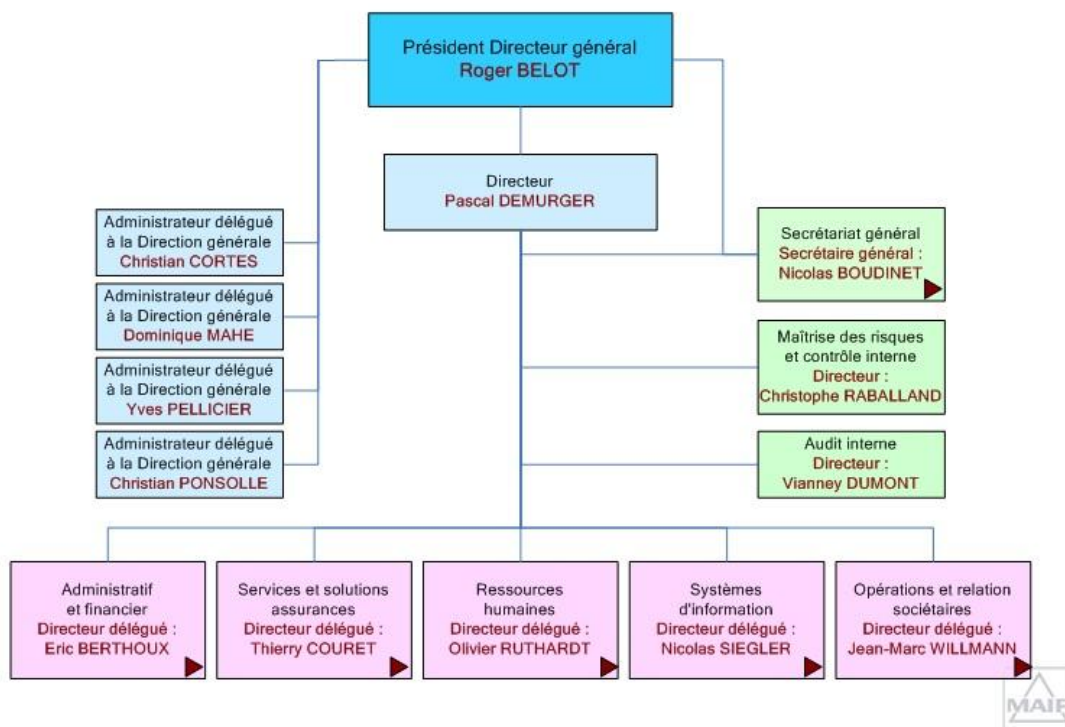 Président Directeur général
Roger BELOT
Directeur
Pascal DEMURGER
Administrateur délégué
à la Direction générale
Christian CORTES
Administrateur délégué
à la Direction générale
Dominique MAHE
Administrateur délégué
à la Direction générale
Yves PELLICIER
Administrateur délégué
à la Direction générale
Christian PONSOLLE
Secrétariat général
Secrétaire général :
Nicolas BOUDINET
Maîtrise des risques
et contrôle interne
Directeur :
Christophe RABALLAND
Audit interne
Directeur :
Vianney DUMONT
Administratif
et financier
Directeur délégué :
Eric BERTHOUX
Services et solutions
assurances
Directeur délégué :
Thierry COURET
Ressources
humaines
Directeur délégué :
Olivier RUTHARDT
Systèmes
d'information
Directeur délégué :
Nicolas SIEGLER
Opérations et relation
sociétaires
Directeur délégué :
Jean-Marc WILLMANN
MAIF